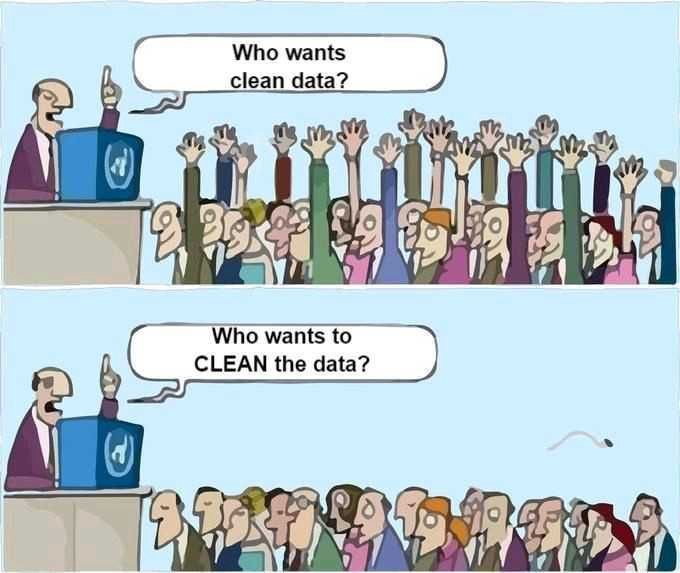 Who wants
clean data?
Who wants to
CLEAN the data?